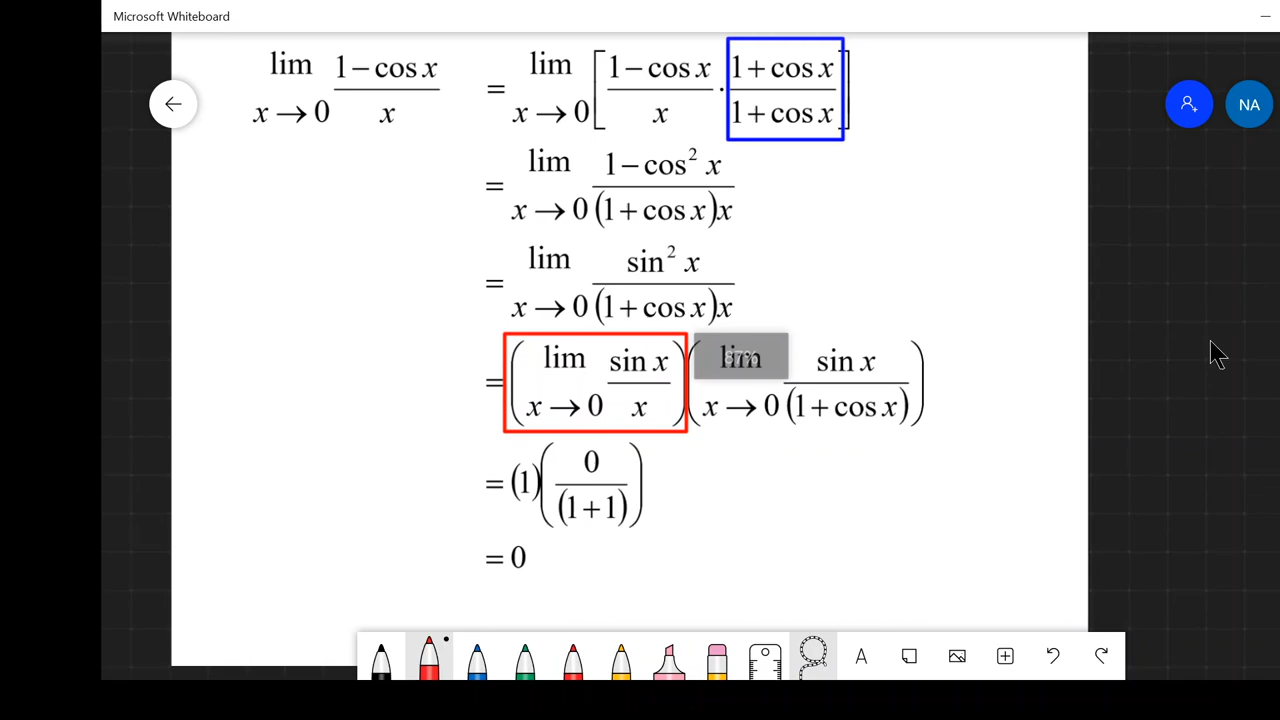 Microsoft Whiteboard
lim x→0 (1−cos x)/x = lim x→0 [(1−cos x)/x · (1+cos x)/(1+cos x)]
= lim x→0 (1−cos² x)/((1+cos x)x)
= lim x→0 (sin² x)/((1+cos x)x)
= (lim x→0 (sin x)/x)(lim x→0 (sin x)/(1+cos x))
87%
= (1)(0/(1+1))
= 0
NA
A